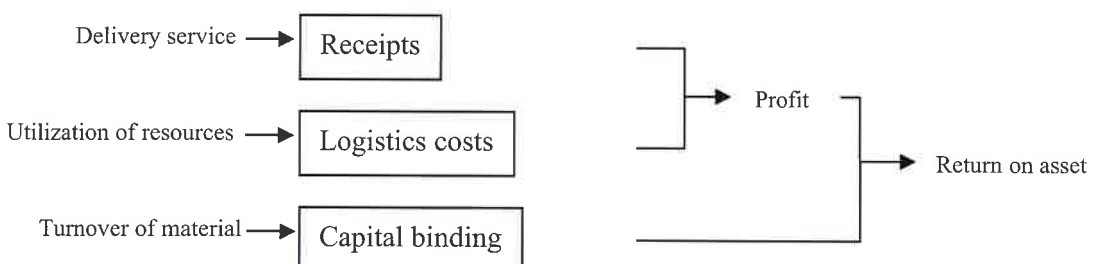 Delivery service
Receipts
Profit
Utilization of resources
Logistics costs
Return on asset
Turnover of material
Capital binding